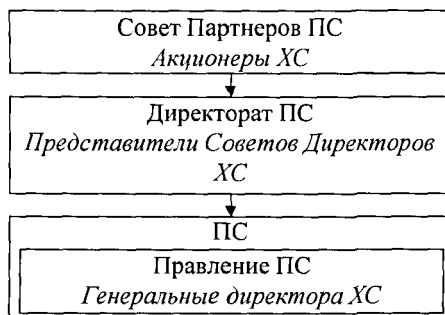 Совет Партнеров ПС
Акционеры ХС
Директорат ПС
Представители Советов Директоров
ХС
ПС
Правление ПС
Генеральные директора ХС